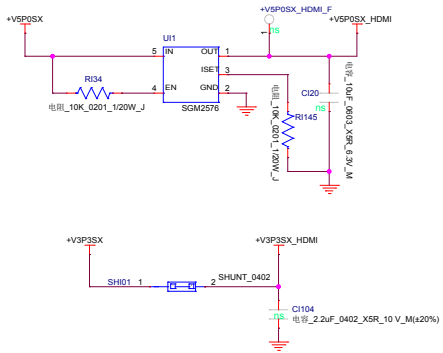 +V5P0SX_HDMI_F
+V5P0SX
+V5P0SX_HDMI
1
ns
UI1
5
IN
OUT
1
ISET
3
RI34
4
EN
GND
2
电阻_10K_0201_1/20W_J
SGM2576
电阻_10K_0201_1/20W_J
RI145
CI20
ns
电容_10uF_0603_X5R_6.3V_M
+V3P3SX
+V3P3SX_HDMI
SHI01
1
2
SHUNT_0402
CI104
ns
电容_2.2uF_0402_X5R_10 V_M(±20%)